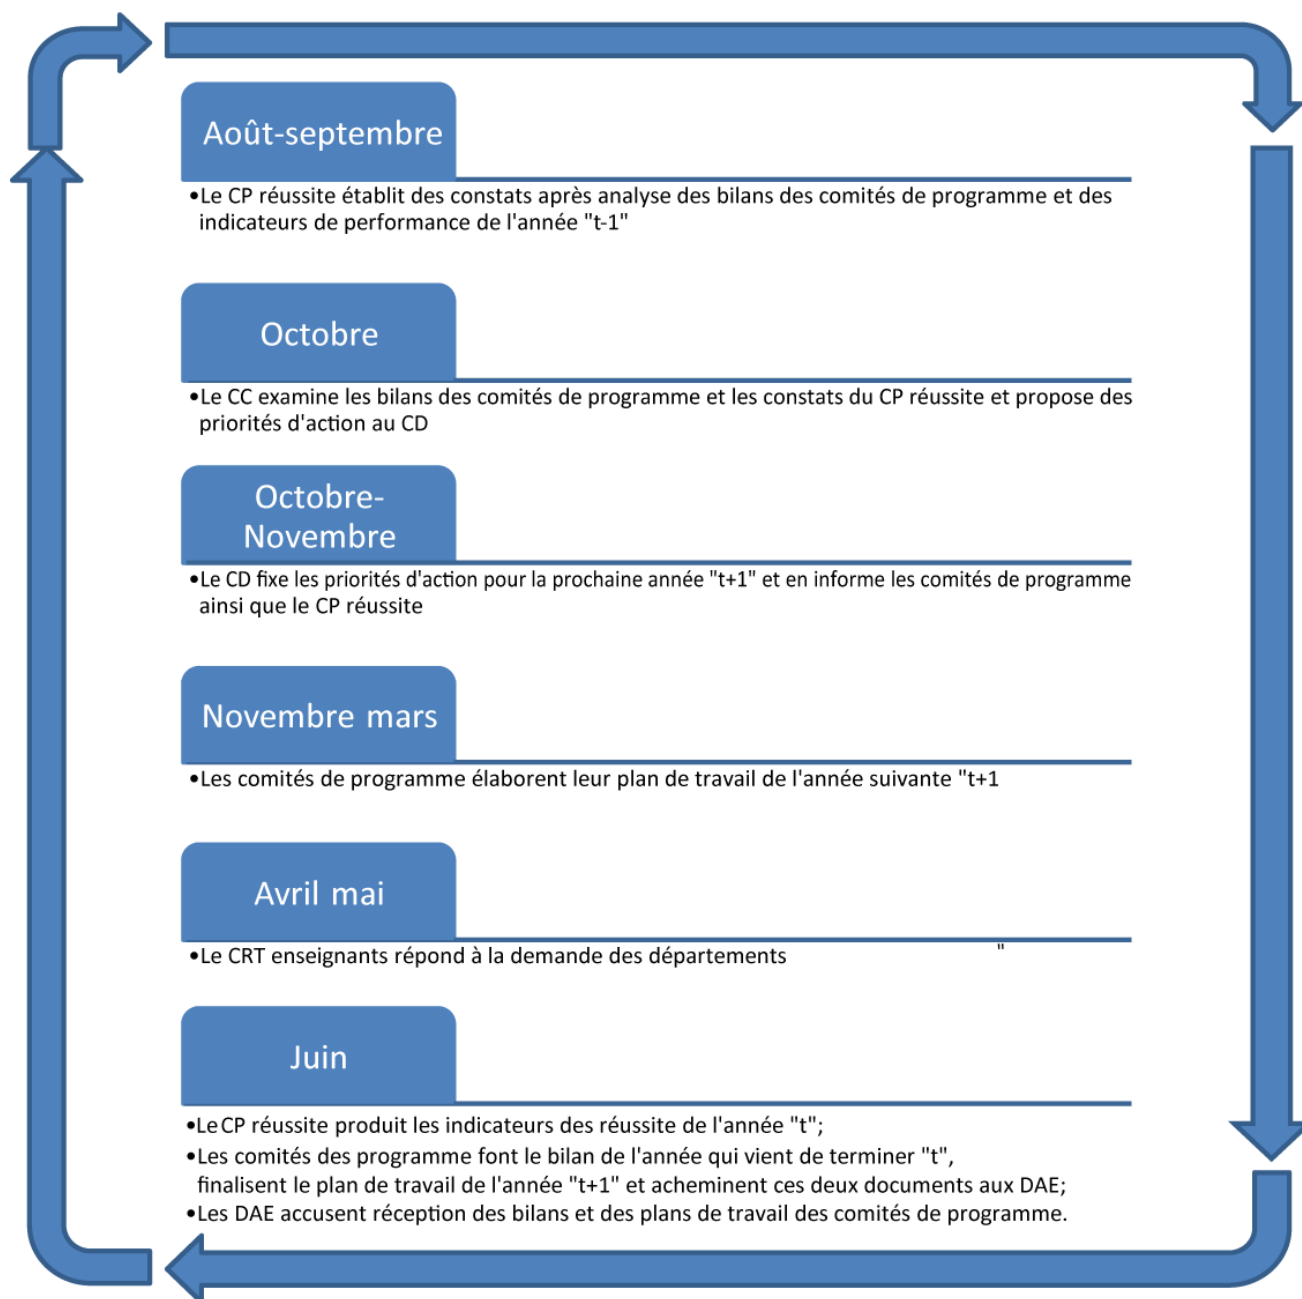 Août-septembre
•Le CP réussite établit des constats après analyse des bilans des comités de programme et des
indicateurs de performance de l'année "t-1"
Octobre
•Le CC examine les bilans des comités de programme et les constats du CP réussite et propose des
priorités d'action au CD
Octobre-
Novembre
•Le CD fixe les priorités d'action pour la prochaine année "t+1" et en informe les comités de programme
ainsi que le CP réussite
Novembre mars
•Les comités de programme élaborent leur plan de travail de l'année suivante "t+1
Avril mai
•Le CRT enseignants répond à la demande des départements "
Juin
•Le CP réussite produit les indicateurs des réussite de l'année "t";
•Les comités des programme font le bilan de l'année qui vient de terminer "t",
finalisent le plan de travail de l'année "t+1" et acheminent ces deux documents aux DAE;
•Les DAE accusent réception des bilans et des plans de travail des comités de programme.